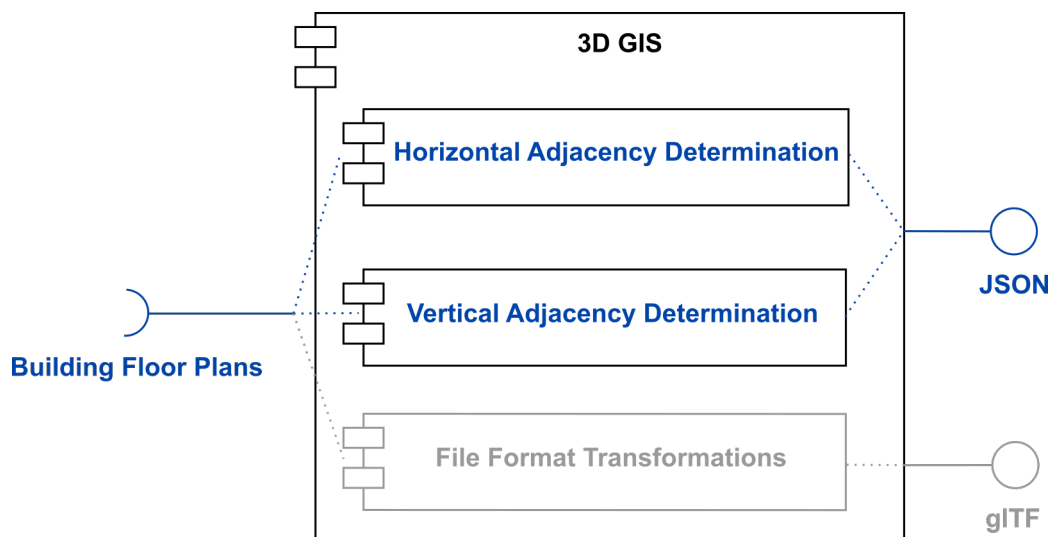 3D GIS
Horizontal Adjacency Determination
JSON
Vertical Adjacency Determination
Building Floor Plans
File Format Transformations
glTF